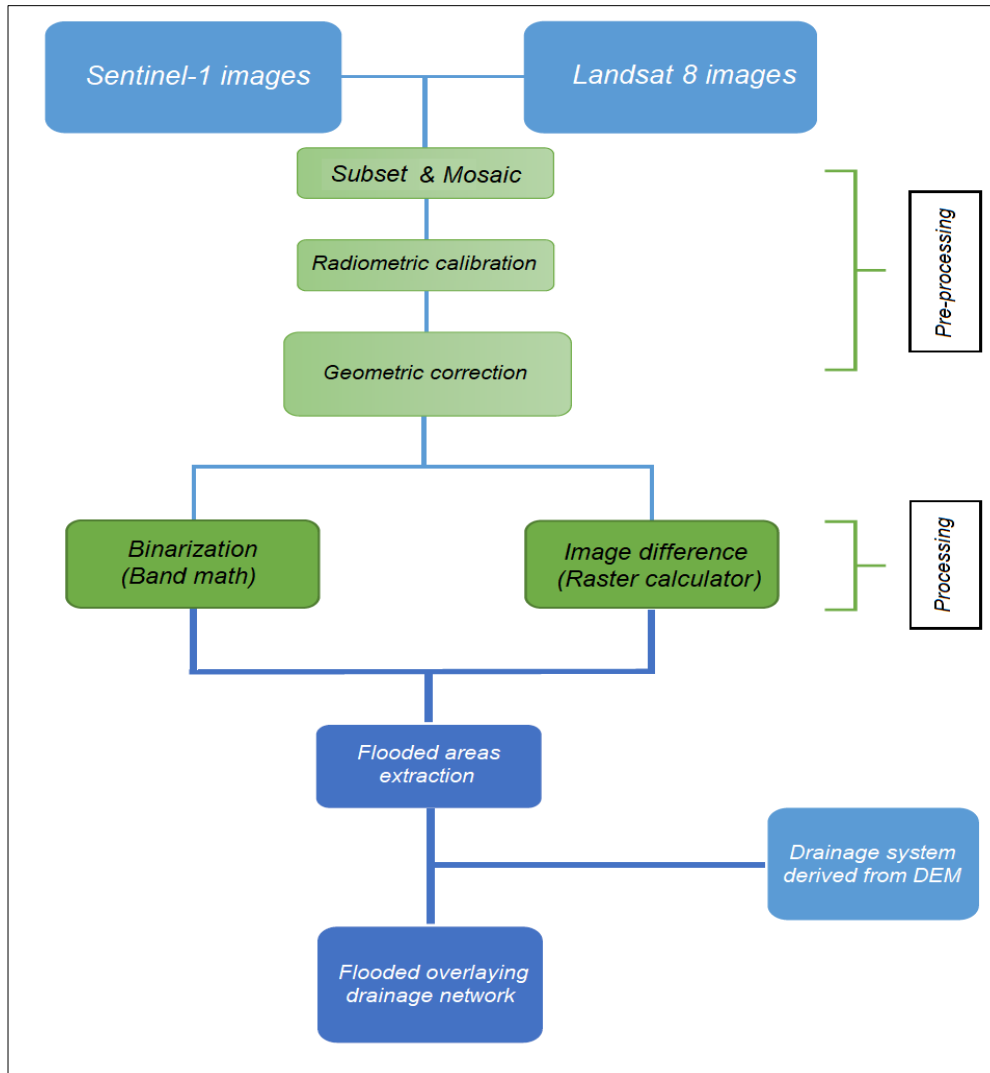 Sentinel-1 images
Landsat 8 images
Subset & Mosaic
Radiometric calibration
Geometric correction
Pre-processing
Binarization
(Band math)
Image difference
(Raster calculator)
Processing
Flooded areas
extraction
Drainage system
derived from DEM
Flooded overlaying
drainage network